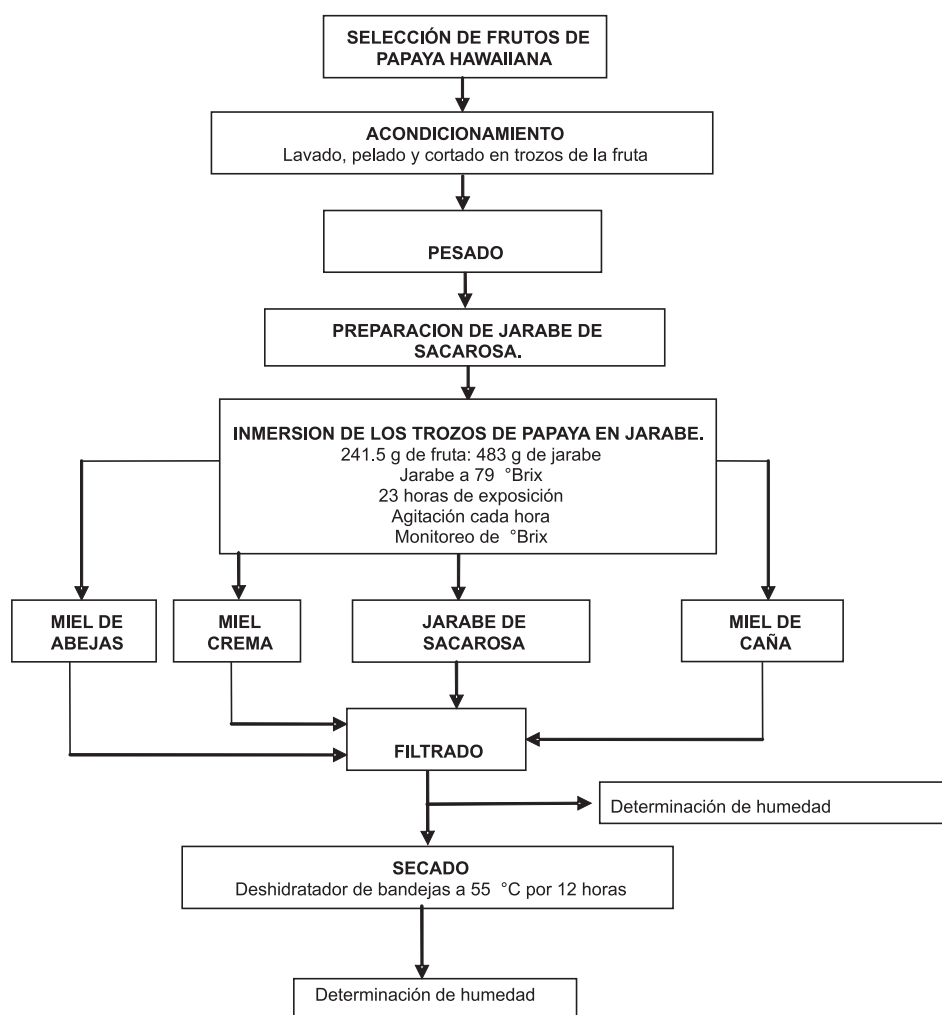 SELECCIÓN DE FRUTOS DE
PAPAYA HAWAIIANA
ACONDICIONAMIENTO
Lavado, pelado y cortado en trozos de la fruta
PESADO
PREPARACION DE JARABE DE
SACAROSA.
INMERSION DE LOS TROZOS DE PAPAYA EN JARABE.
241.5 g de fruta: 483 g de jarabe
Jarabe a 79 °Brix
23 horas de exposición
Agitación cada hora
Monitoreo de °Brix
MIEL DE
ABEJAS
MIEL
CREMA
JARABE DE
SACAROSA
MIEL DE
CAÑA
FILTRADO
Determinación de humedad
SECADO
Deshidratador de bandejas a 55 °C por 12 horas
Determinación de humedad